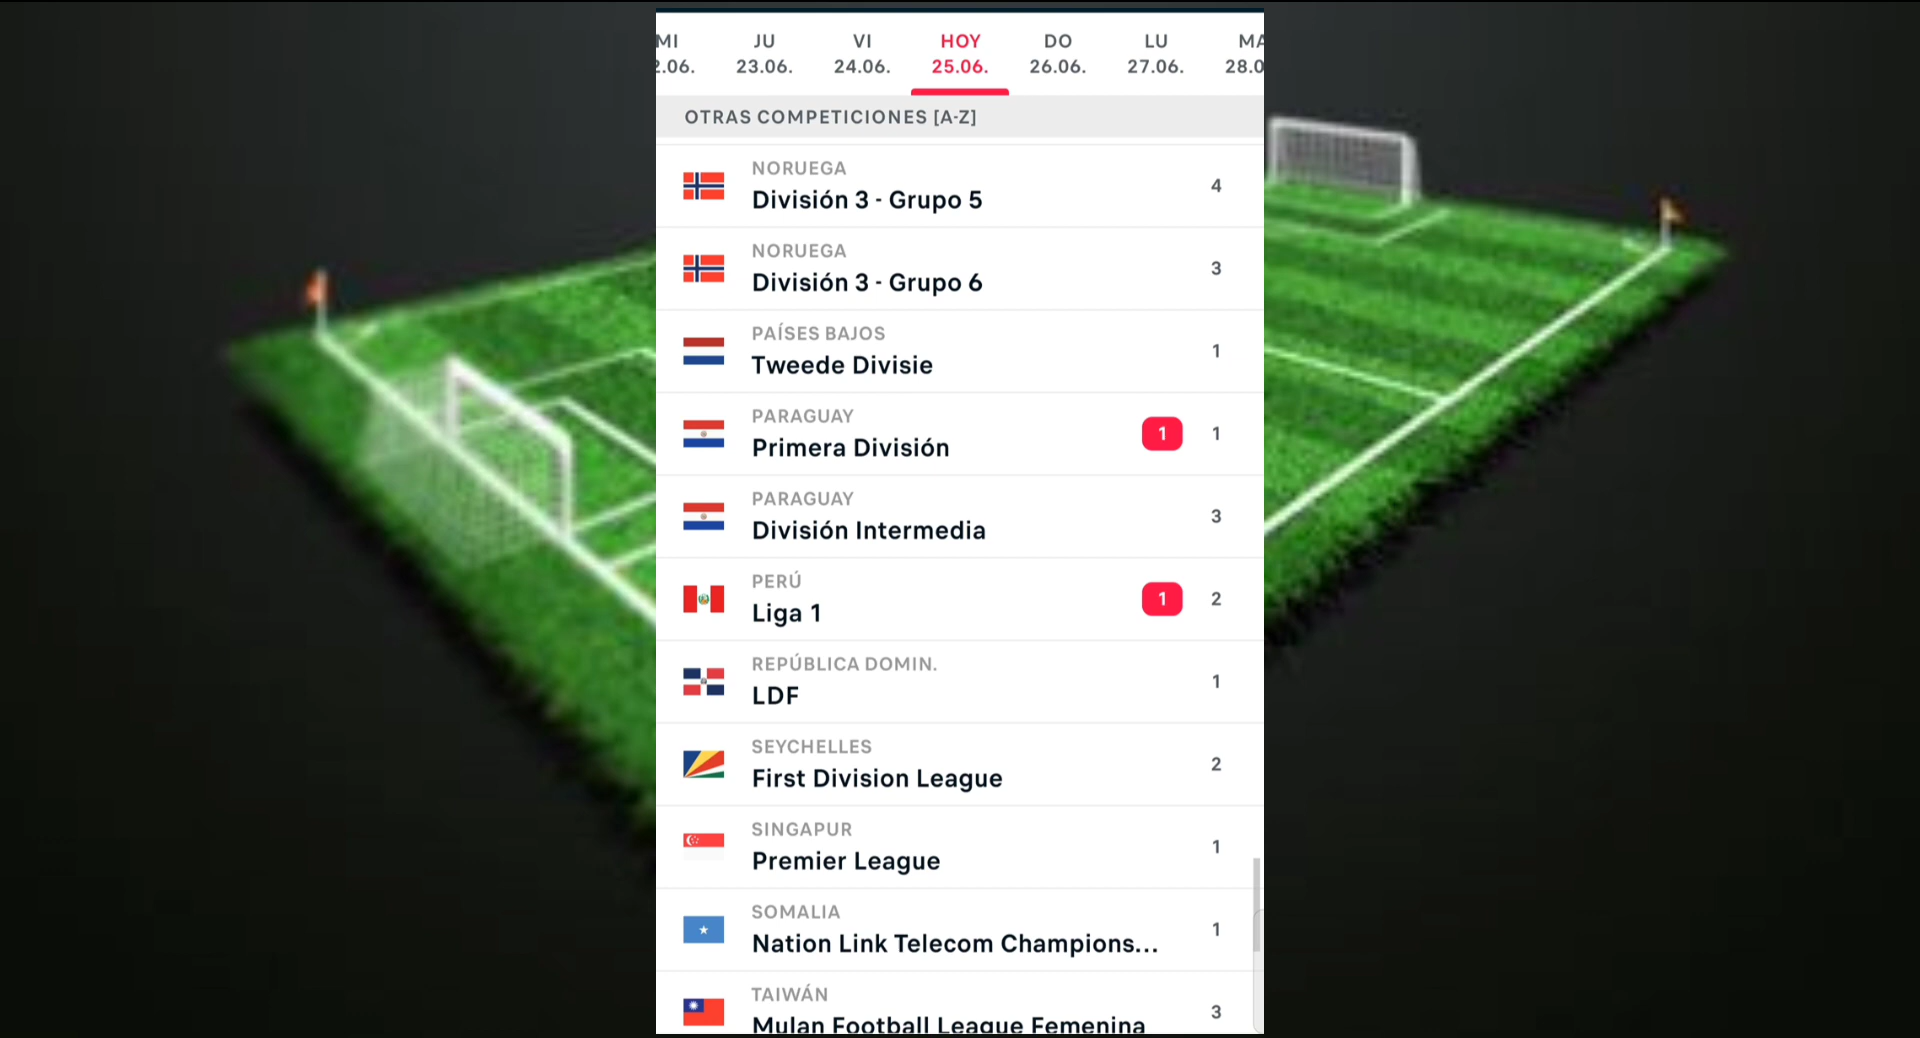 MI JU VI HOY DO LU MA
2.06. 23.06. 24.06. 25.06. 26.06. 27.06. 28.0
OTRAS COMPETICIONES [A-Z]
NORUEGA
División 3 - Grupo 5 4
NORUEGA
División 3 - Grupo 6 3
PAÍSES BAJOS
Tweede Divisie 1
PARAGUAY
Primera División 1 1
PARAGUAY
División Intermedia 3
PERÚ
Liga 1 1 2
REPÚBLICA DOMIN.
LDF 1
SEYCHELLES
First Division League 2
SINGAPUR
Premier League 1
SOMALIA
Nation Link Telecom Champions... 1
TAIWÁN
Mulan Football League Femenina 3